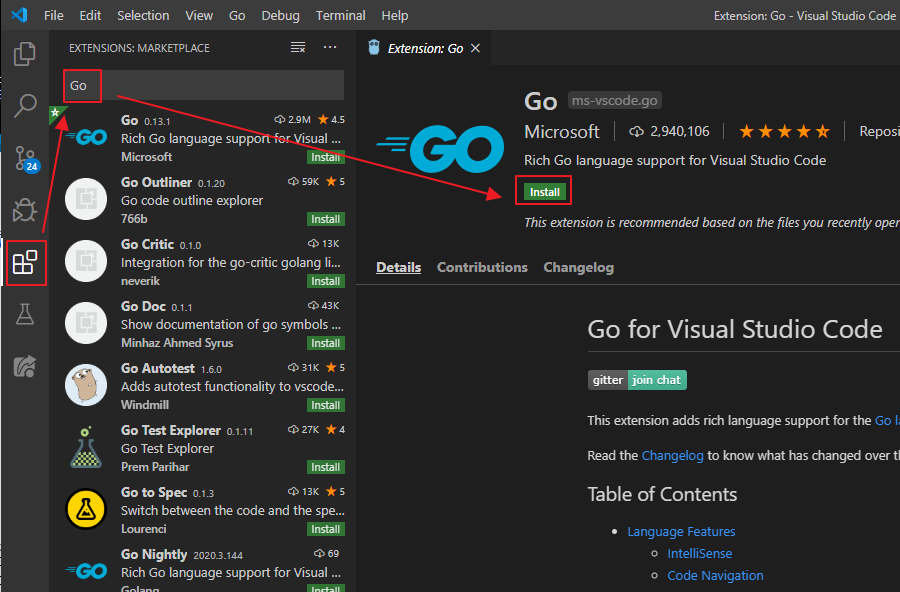 File Edit Selection View Go Debug Terminal Help
Extension: Go - Visual Studio Code
EXTENSIONS: MARKETPLACE
Go
Go 0.13.1 2.9M 4.5
Rich Go language support for Visual ...
Microsoft Install
Go Outliner 0.1.20 59K 5
Go code outline explorer
766b Install
Go Critic 0.1.0 13K
Integration for the go-critic golang li...
neverik Install
Go Doc 0.1.1 43K
Show documentation of go symbols ...
Minhaz Ahmed Syrus Install
Go Autotest 1.6.0 31K 5
Adds autotest functionality to vscode...
Windmill Install
Go Test Explorer 0.1.11 27K 4
Go Test Explorer
Prem Parihar Install
Go to Spec 0.1.3 13K 5
Switch between the code and the spe...
Lourenci Install
Go Nightly 2020.3.144 69
Rich Go language support for Visual ...
Golang Install
24
GO
GO
Extension: Go
GO
Go ms-vscode.go
Microsoft 2,940,106 Reposi
Rich Go language support for Visual Studio Code
Install
This extension is recommended based on the files you recently open
Details Contributions Changelog
Go for Visual Studio Code
gitter join chat
This extension adds rich language support for the Go la
Read the Changelog to know what has changed over th
Table of Contents
Language Features
IntelliSense
Code Navigation